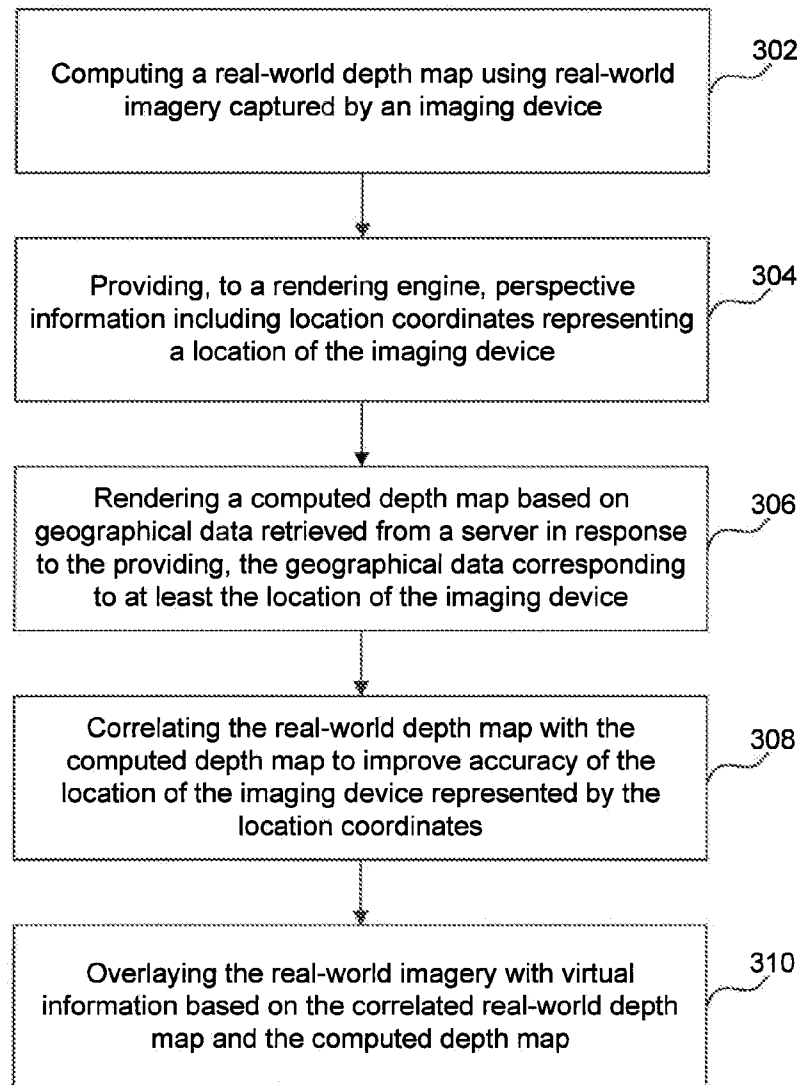 Computing a real-world depth map using real-world
imagery captured by an imaging device
302
Providing, to a rendering engine, perspective
information including location coordinates representing
a location of the imaging device
304
Rendering a computed depth map based on
geographical data retrieved from a server in response
to the providing, the geographical data corresponding
to at least the location of the imaging device
306
Correlating the real-world depth map with the
computed depth map to improve accuracy of the
location of the imaging device represented by the
location coordinates
308
Overlaying the real-world imagery with virtual
information based on the correlated real-world depth
map and the computed depth map
310